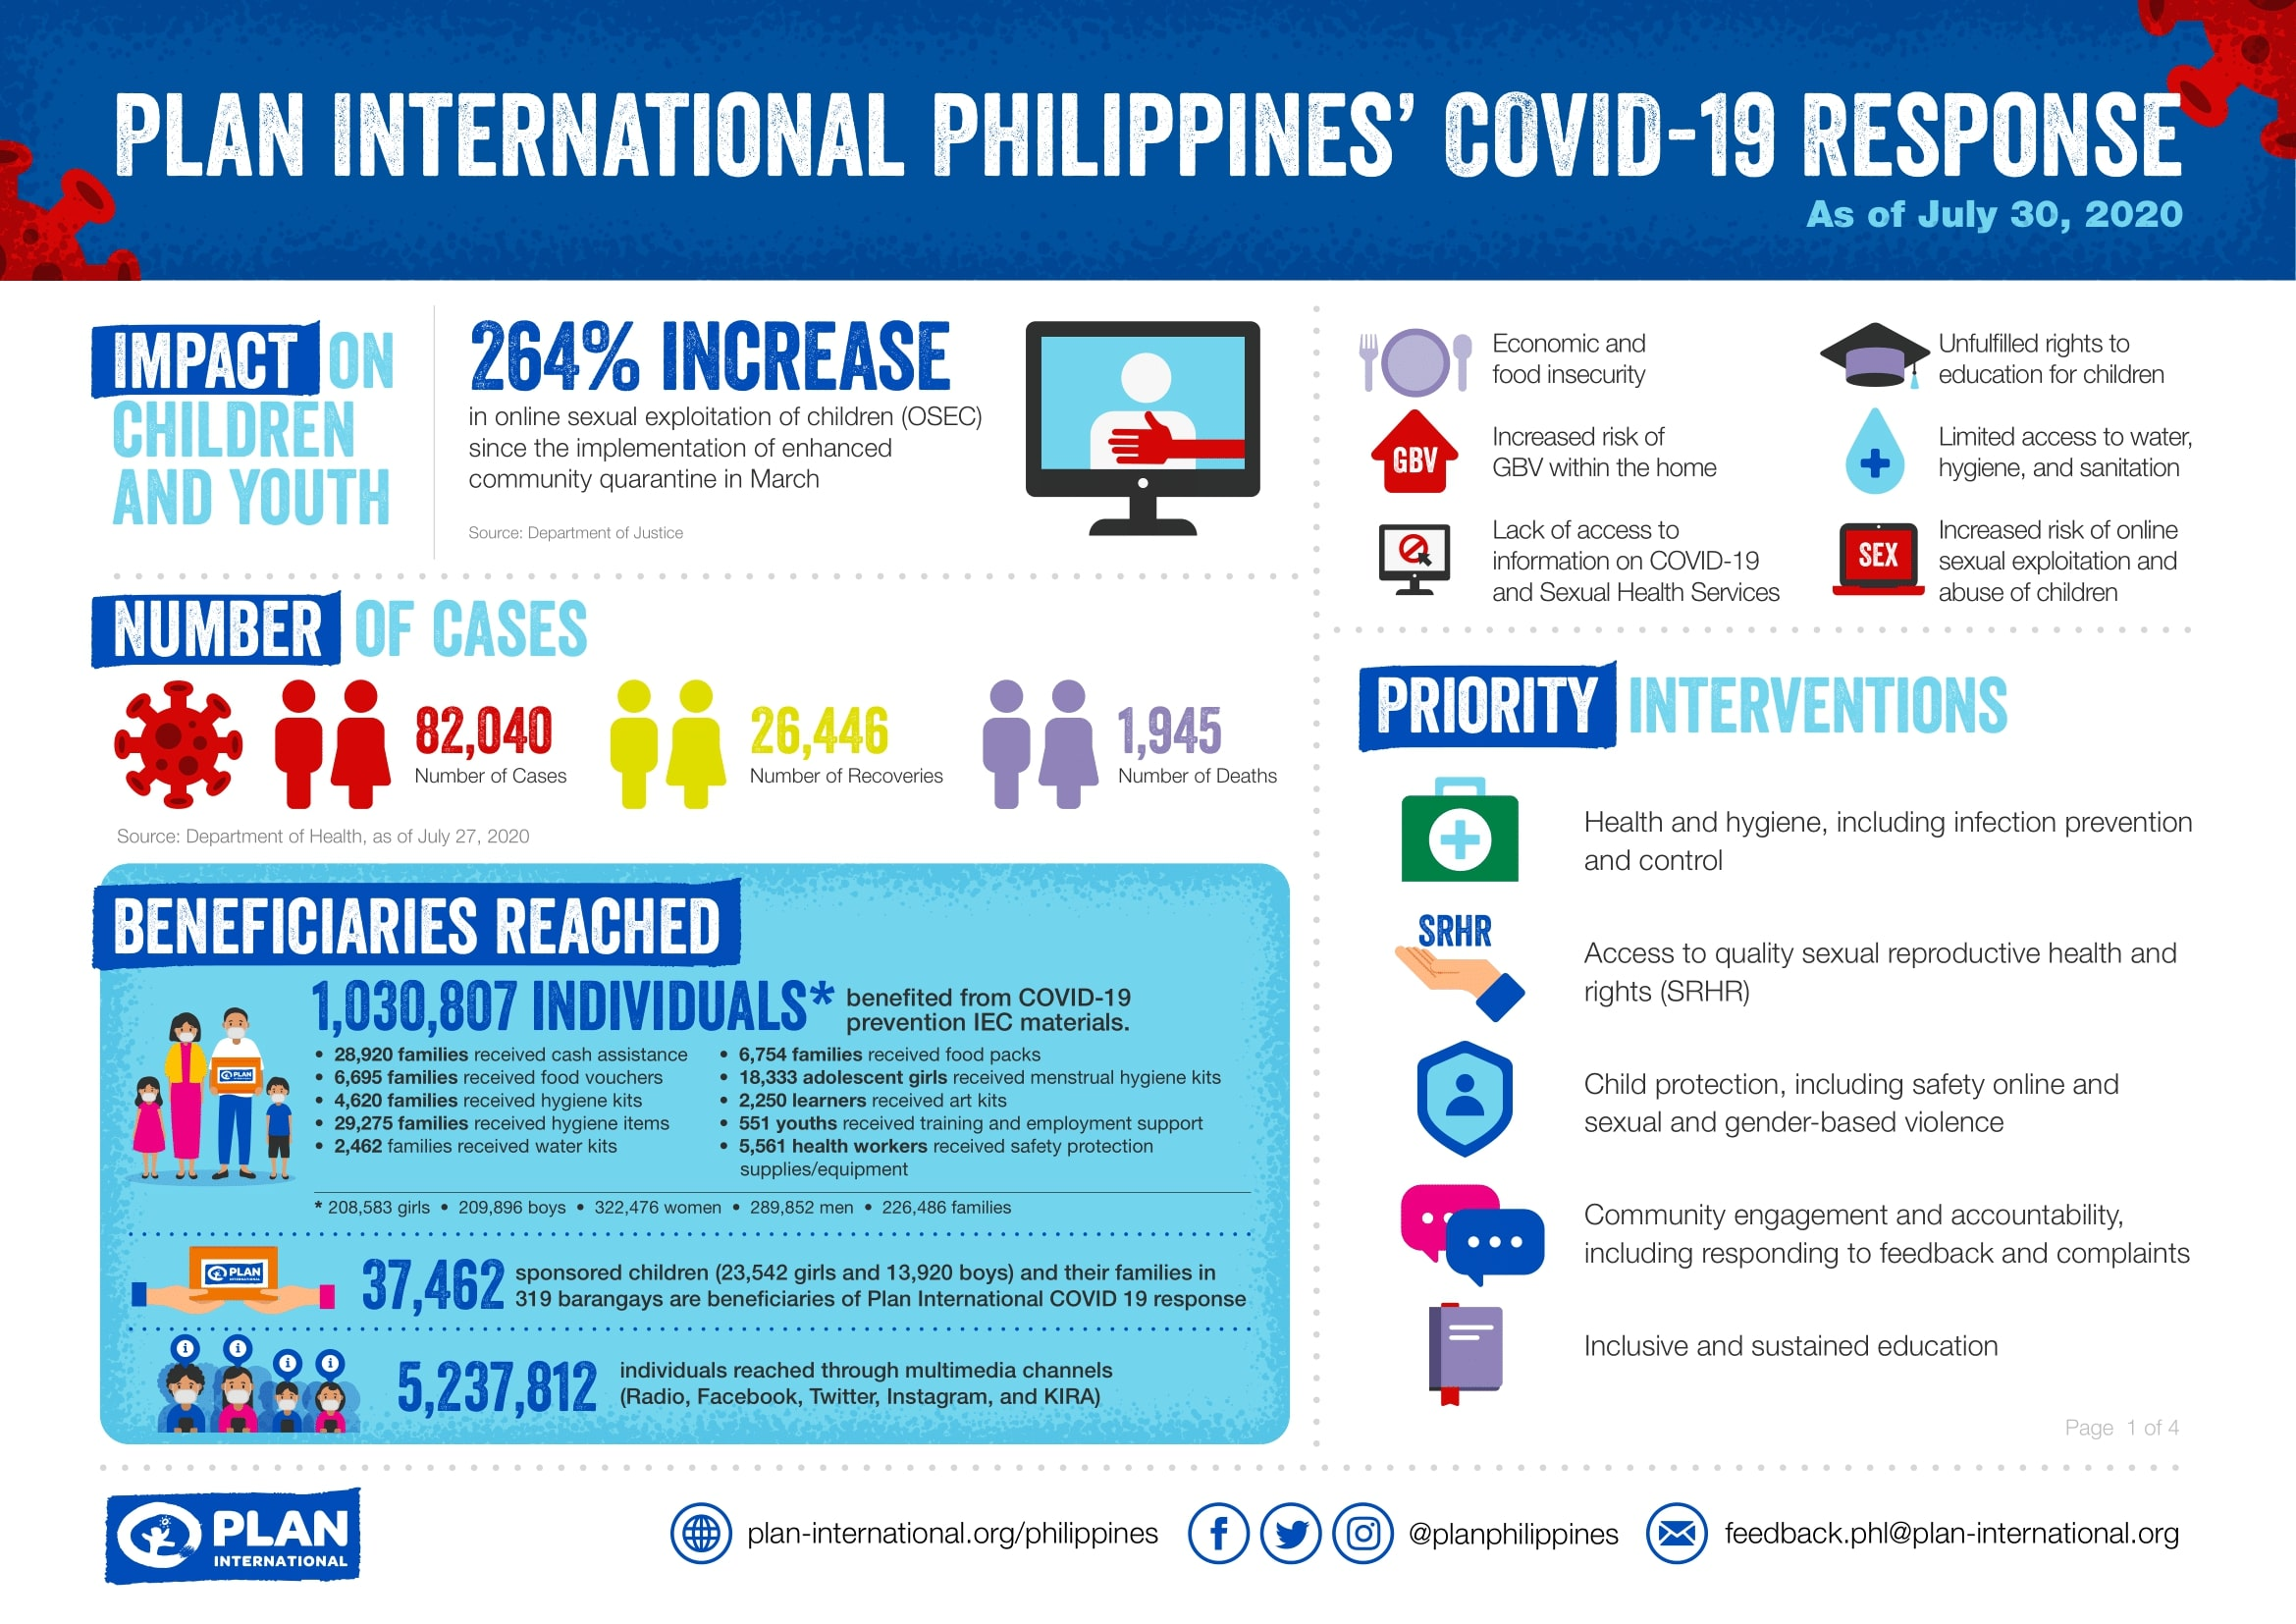 PLAN INTERNATIONAL PHILIPPINES' COVID-19 RESPONSE
As of July 30, 2020
IMPACT ON
CHILDREN
AND YOUTH
264% INCREASE
in online sexual exploitation of children (OSEC)
since the implementation of enhanced
community quarantine in March
Source: Department of Justice
Economic and
food insecurity
Unfulfilled rights to
education for children
GBV
Increased risk of
GBV within the home
Limited access to water,
hygiene, and sanitation
Lack of access to
information on COVID-19
and Sexual Health Services
SEX
Increased risk of online
sexual exploitation and
abuse of children
NUMBER OF CASES
82,040
Number of Cases
26,446
Number of Recoveries
1,945
Number of Deaths
Source: Department of Health, as of July 27, 2020
BENEFICIARIES REACHED
1,030,807 INDIVIDUALS*
benefited from COVID-19
prevention IEC materials.
• 28,920 families received cash assistance
• 6,695 families received food vouchers
• 4,620 families received hygiene kits
• 29,275 families received hygiene items
• 2,462 families received water kits
• 6,754 families received food packs
• 18,333 adolescent girls received menstrual hygiene kits
• 2,250 learners received art kits
• 551 youths received training and employment support
• 5,561 health workers received safety protection
supplies/equipment
* 208,583 girls • 209,896 boys • 322,476 women • 289,852 men • 226,486 families
PLAN
PLAN
INTERNATIONAL
37,462
sponsored children (23,542 girls and 13,920 boys) and their families in
319 barangays are beneficiaries of Plan International COVID 19 response
5,237,812
individuals reached through multimedia channels
(Radio, Facebook, Twitter, Instagram, and KIRA)
PRIORITY INTERVENTIONS
Health and hygiene, including infection prevention
and control
SRHR
Access to quality sexual reproductive health and
rights (SRHR)
Child protection, including safety online and
sexual and gender-based violence
Community engagement and accountability,
including responding to feedback and complaints
Inclusive and sustained education
Page 1 of 4
PLAN
INTERNATIONAL
plan-international.org/philippines
@planphilippines
feedback.phl@plan-international.org